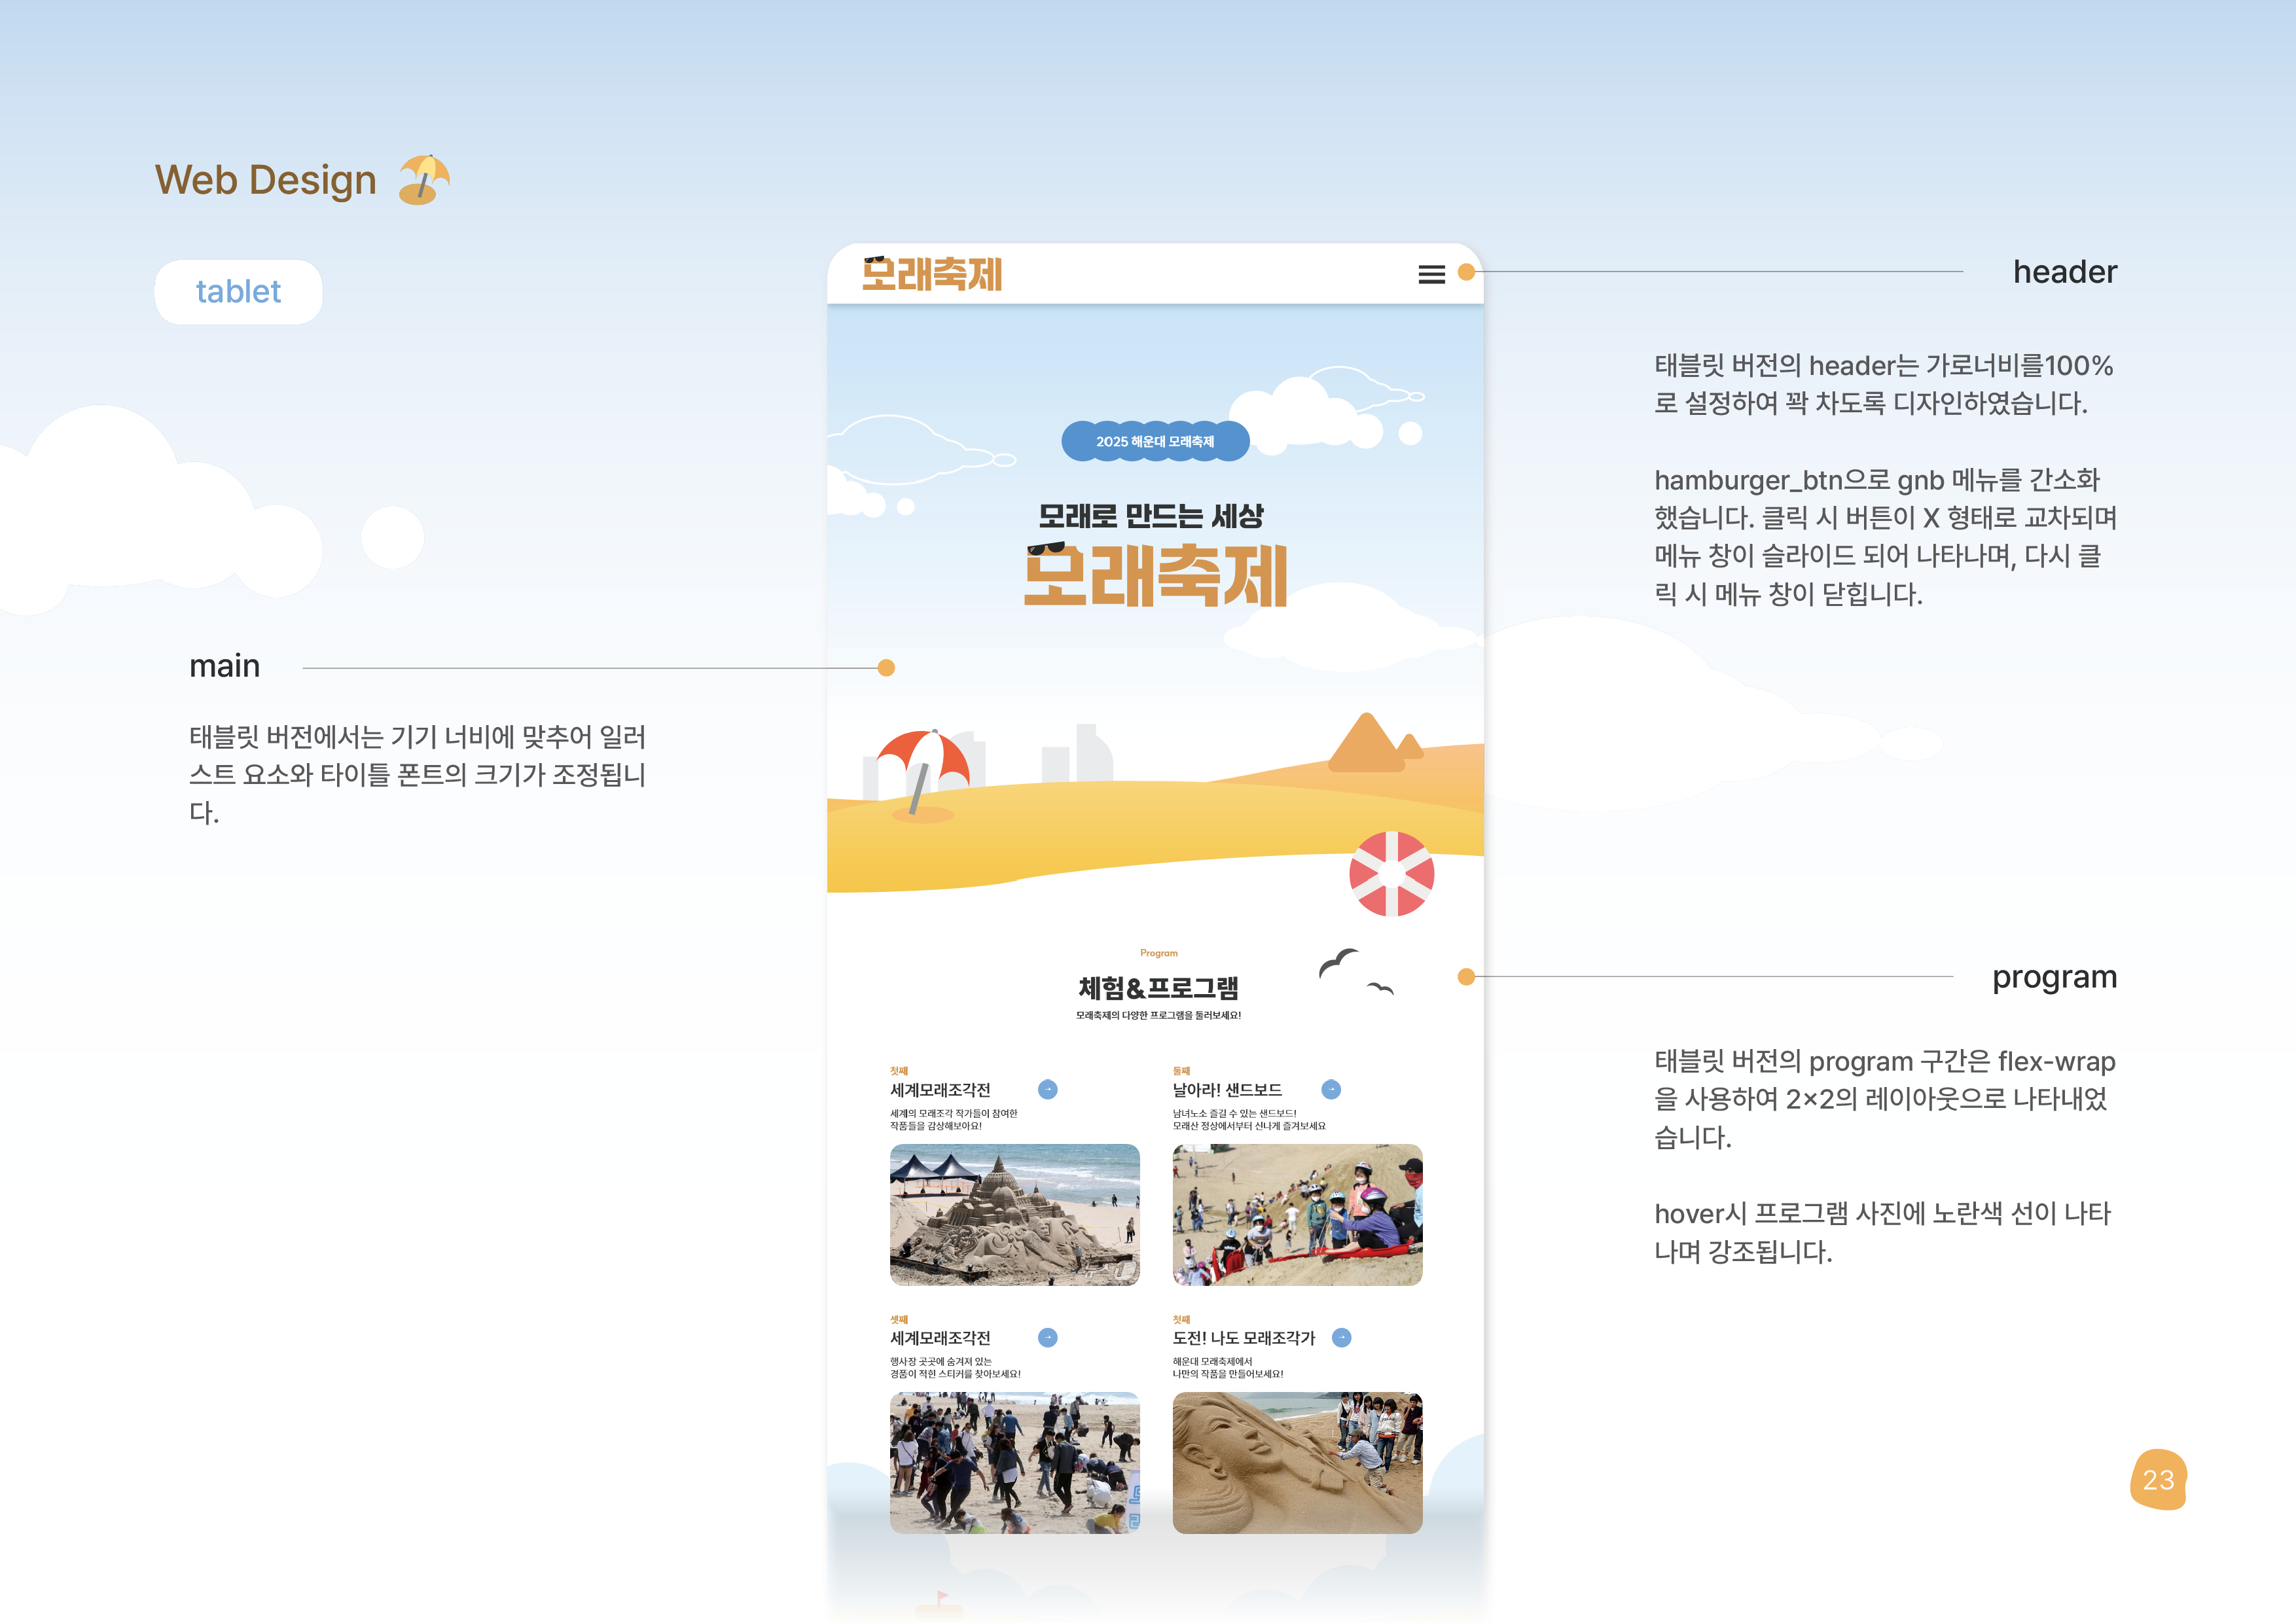 Web Design
tablet
모래축제
header
태블릿 버전의 header는 가로너비를100%
로 설정하여 꽉 차도록 디자인하였습니다.
hamburger_btn으로 gnb 메뉴를 간소화
했습니다. 클릭 시 버튼이 X 형태로 교차되며
메뉴 창이 슬라이드 되어 나타나며, 다시 클
릭 시 메뉴 창이 닫힙니다.
2025 해운대 모래축제
모래로 만드는 세상
모래축제
main
태블릿 버전에서는 기기 너비에 맞추어 일러
스트 요소와 타이틀 폰트의 크기가 조정됩니
다.
Program
체험&프로그램
모래축제의 다양한 프로그램을 둘러보세요!
program
태블릿 버전의 program 구간은 flex-wrap
을 사용하여 2×2의 레이아웃으로 나타내었
습니다.
hover시 프로그램 사진에 노란색 선이 나타
나며 강조됩니다.
첫째
세계모래조각전
세계의 모래조각 작가들이 참여한
작품들을 감상해보아요!
둘째
날아라! 샌드보드
남녀노소 즐길 수 있는 샌드보드!
모래산 정상에서부터 신나게 즐겨보세요
셋째
세계모래조각전
행사장 곳곳에 숨겨져 있는
경품이 적힌 스티커를 찾아보세요!
첫째
도전! 나도 모래조각가
해운대 모래축제에서
나만의 작품을 만들어보세요!
23